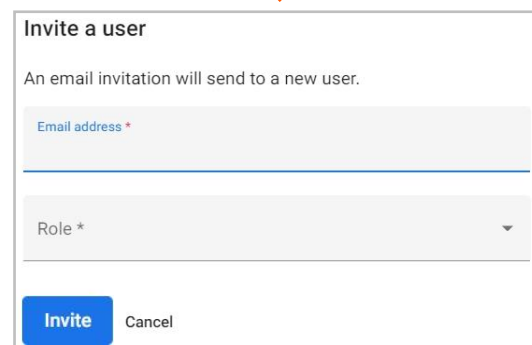 Invite a user
An email invitation will send to a new user.
Email address *
Role *
Invite Cancel